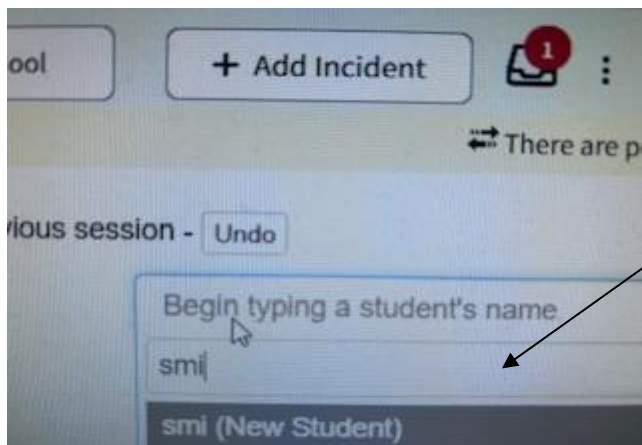 ool
+ Add Incident
1
There are p
vious session - Undo
Begin typing a student's name
smi
smi (New Student)